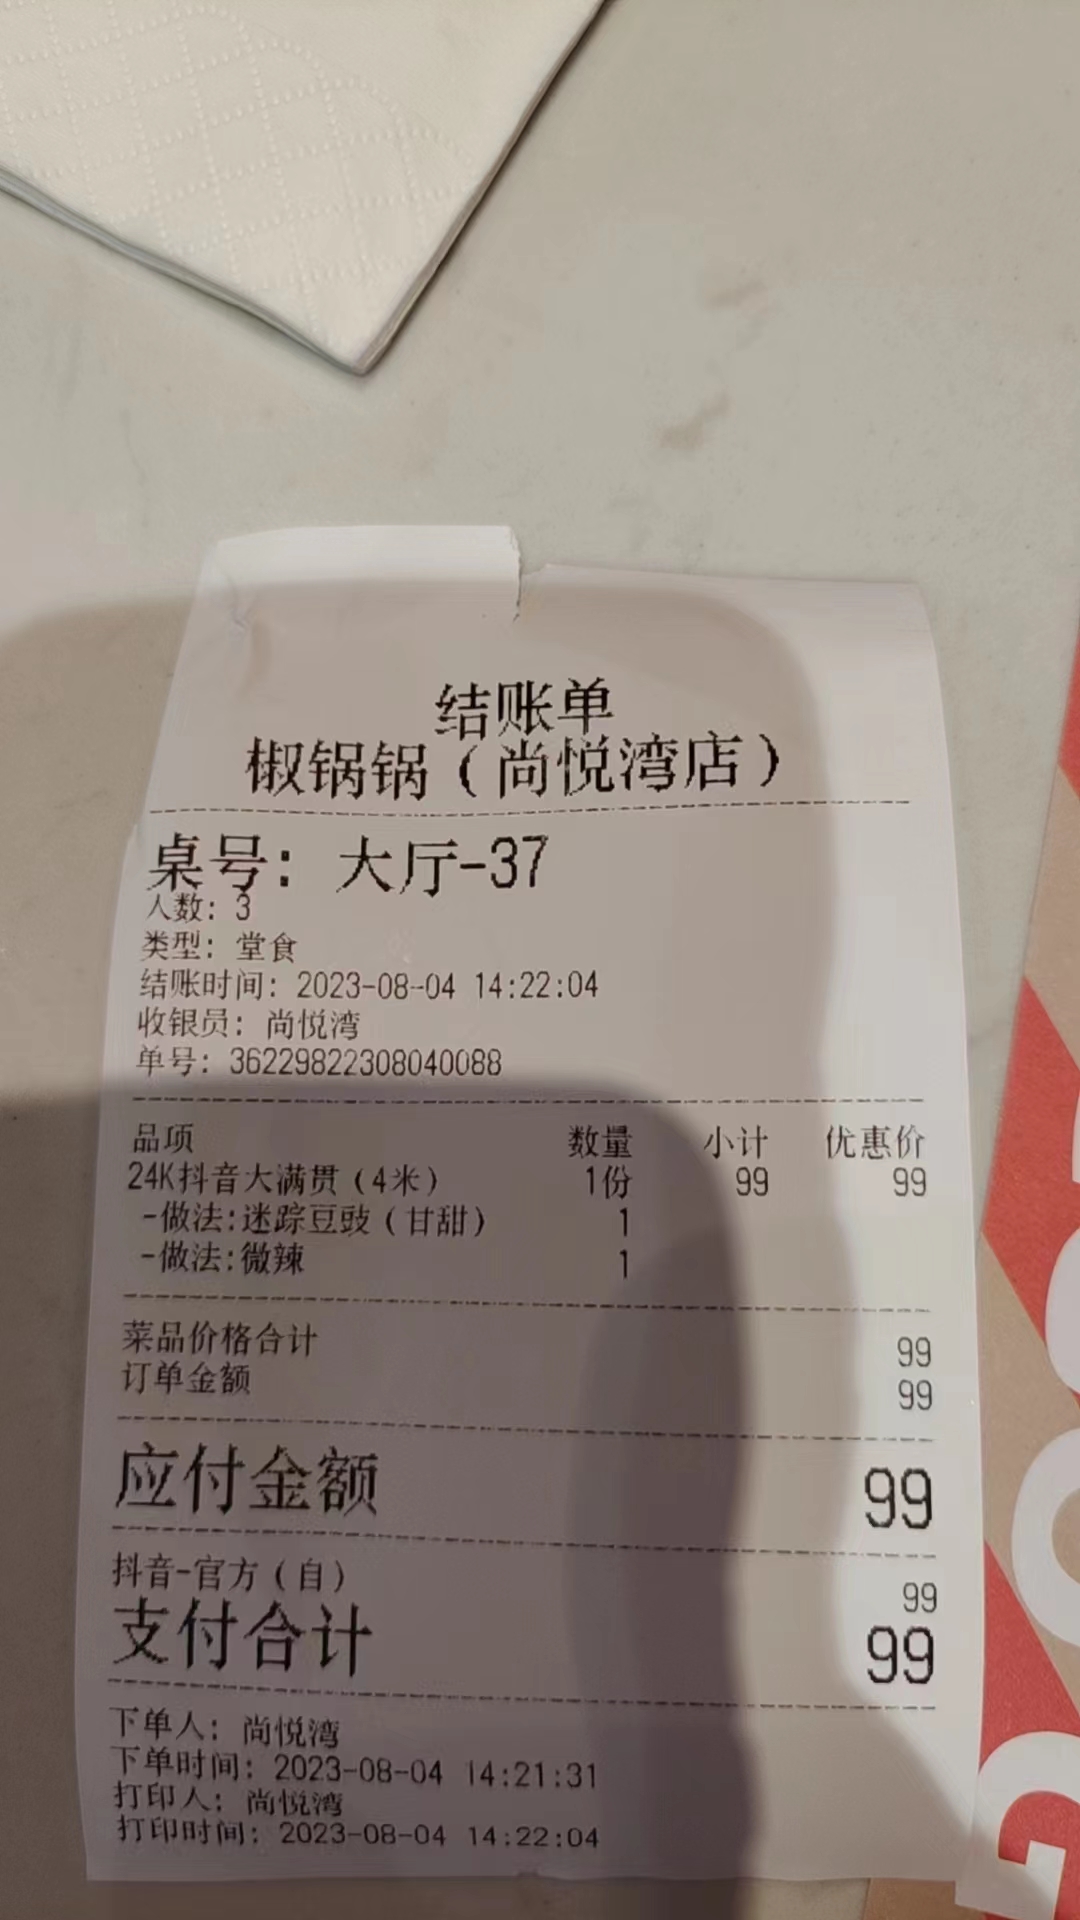 结账单
椒锅锅（尚悦湾店）
桌号： 大厅-37
人数: 3
类型: 堂食
结账时间: 2023-08-04 14:22:04
收银员: 尚悦湾
单号: 36229822308040088
品项 数量 小计 优惠价
24K抖音大满贯（4米） 1份 99 99
-做法:迷踪豆豉（甘甜） 1
-做法:微辣 1
菜品价格合计 99
订单金额 99
应付金额 99
抖音-官方（自） 99
支付合计 99
下单人: 尚悦湾
下单时间: 2023-08-04 14:21:31
打印人: 尚悦湾
打印时间: 2023-08-04 14:22:04